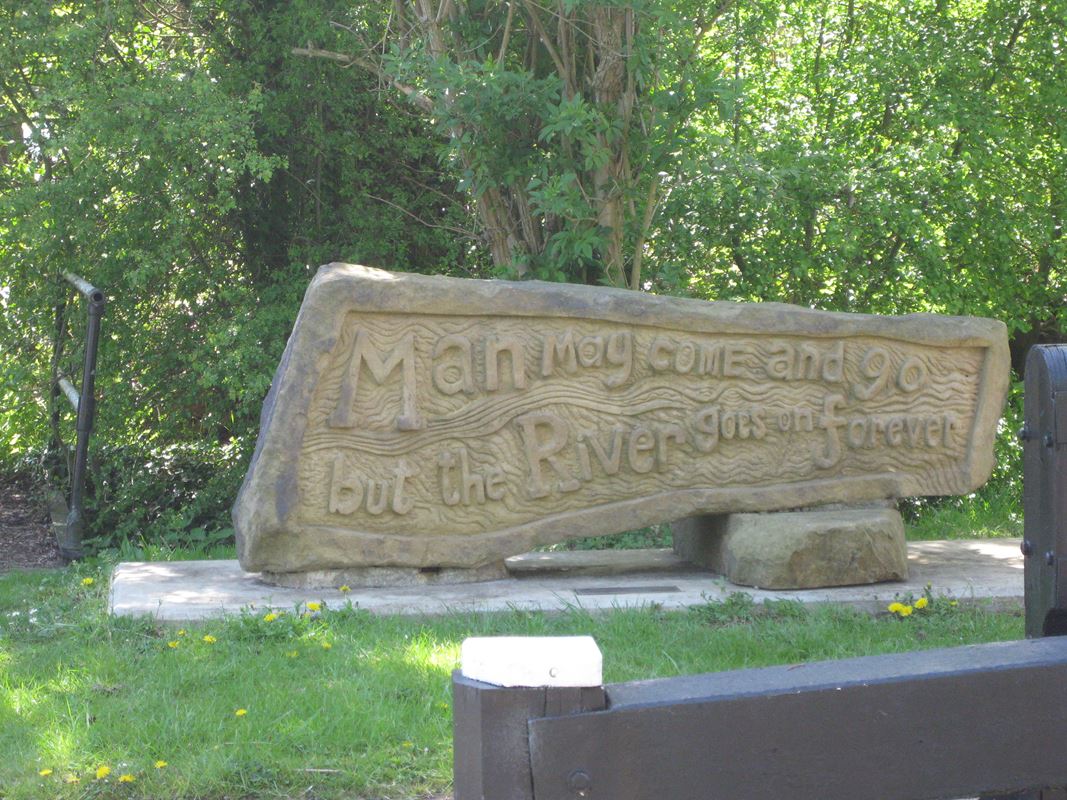 Man may come and go
but the River goes on forever